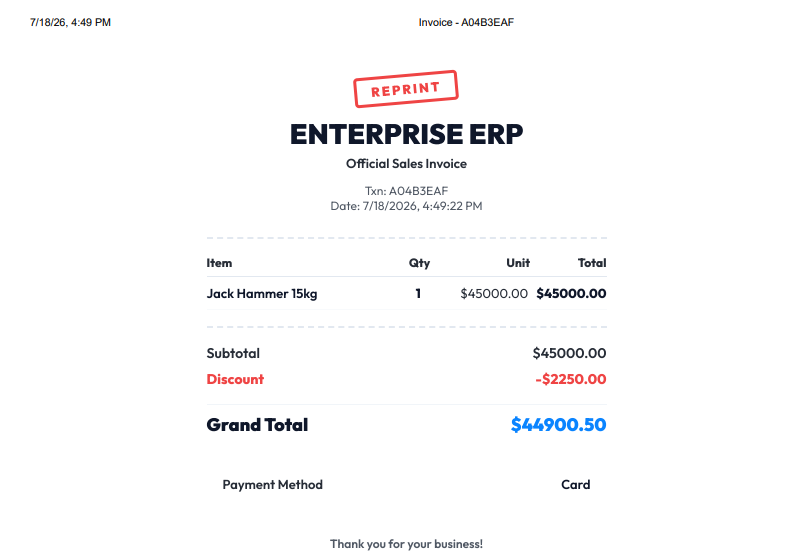 7/18/26, 4:49 PM Invoice - A04B3EAF
REPRINT
ENTERPRISE ERP
Official Sales Invoice
Txn: A04B3EAF
Date: 7/18/2026, 4:49:22 PM
Item Qty Unit Total
Jack Hammer 15kg 1 $45000.00 $45000.00
Subtotal $45000.00
Discount -$2250.00
Grand Total $44900.50
Payment Method Card
Thank you for your business!